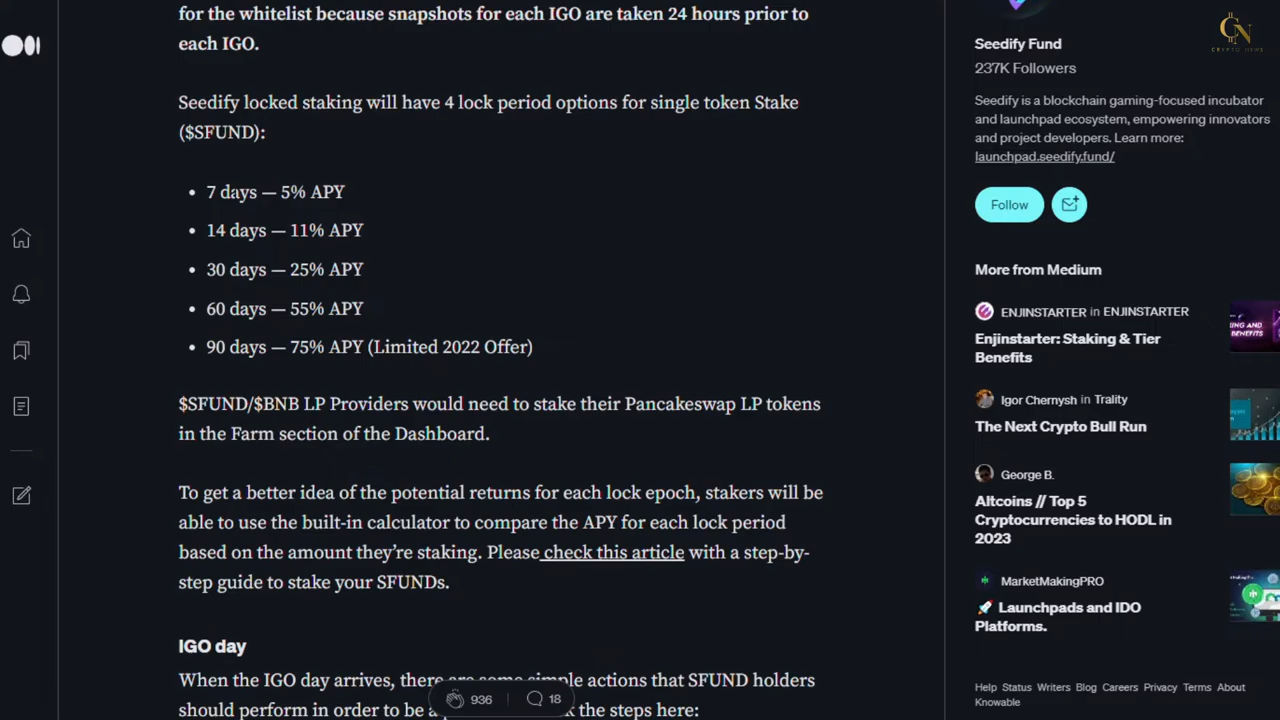 for the whitelist because snapshots for each IGO are taken 24 hours prior to
each IGO.
Seedify locked staking will have 4 lock period options for single token Stake
($SFUND):
• 7 days — 5% APY
• 14 days — 11% APY
• 30 days — 25% APY
• 60 days — 55% APY
• 90 days — 75% APY (Limited 2022 Offer)
$SFUND/$BNB LP Providers would need to stake their Pancakeswap LP tokens
in the Farm section of the Dashboard.
To get a better idea of the potential returns for each lock epoch, stakers will be
able to use the built-in calculator to compare the APY for each lock period
based on the amount they’re staking. Please check this article with a step-by-
step guide to stake your SFUNDs.
IGO day
When the IGO day arrives, there are some simple actions that SFUND holders
should perform in order to be a k the steps here:
936
18
CN
CRYPTO NEWS
Seedify Fund
237K Followers
Seedify is a blockchain gaming-focused incubator
and launchpad ecosystem, empowering innovators
and project developers. Learn more:
launchpad.seedify.fund/
Follow
More from Medium
ENJINSTARTER in ENJINSTARTER
Enjinstarter: Staking & Tier
Benefits
ING AND
BENEFITS
Igor Chernysh in Trality
The Next Crypto Bull Run
George B.
Altcoins // Top 5
Cryptocurrencies to HODL in
2023
MarketMakingPRO
🚀 Launchpads and IDO
Platforms.
Help Status Writers Blog Careers Privacy Terms About
Knowable